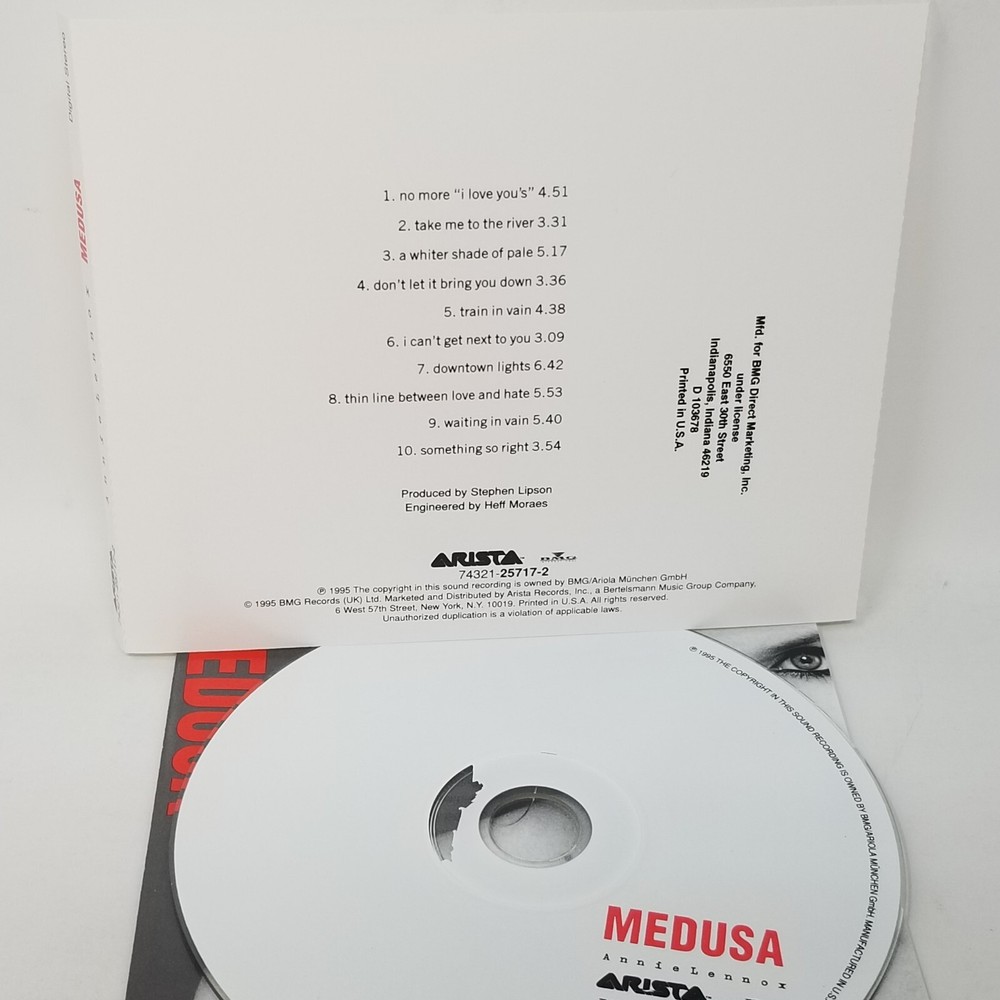 Digital Stereo
MEDUSA
1. no more "i love you's" 4.51
2. take me to the river 3.31
3. a whiter shade of pale 5.17
4. don't let it bring you down 3.36
5. train in vain 4.38
6. i can't get next to you 3.09
7. downtown lights 6.42
8. thin line between love and hate 5.53
9. waiting in vain 5.40
10. something so right 3.54
Produced by Stephen Lipson
Engineered by Heff Moraes
ARISTA
BMG
74321-25717-2
℗ 1995 The copyright in this sound recording is owned by BMG/Ariola München GmbH
© 1995 BMG Records (UK) Ltd. Marketed and Distributed by Arista Records, Inc., a Bertelsmann Music Group Company,
6 West 57th Street, New York, N.Y. 10019. Printed in U.S.A. All rights reserved.
Unauthorized duplication is a violation of applicable laws.
Mfd. for BMG Direct Marketing, Inc.
under license
6550 East 30th Street
Indianapolis, Indiana 46219
D 103678
Printed in U.S.A.
℗ 1995 THE COPYRIGHT IN THIS SOUND RECORDING IS OWNED BY BMG/ARIOLA MÜNCHEN GmbH. MANUFACTURED IN U.S.
MEDUSA
AnnieLennox
ARISTA